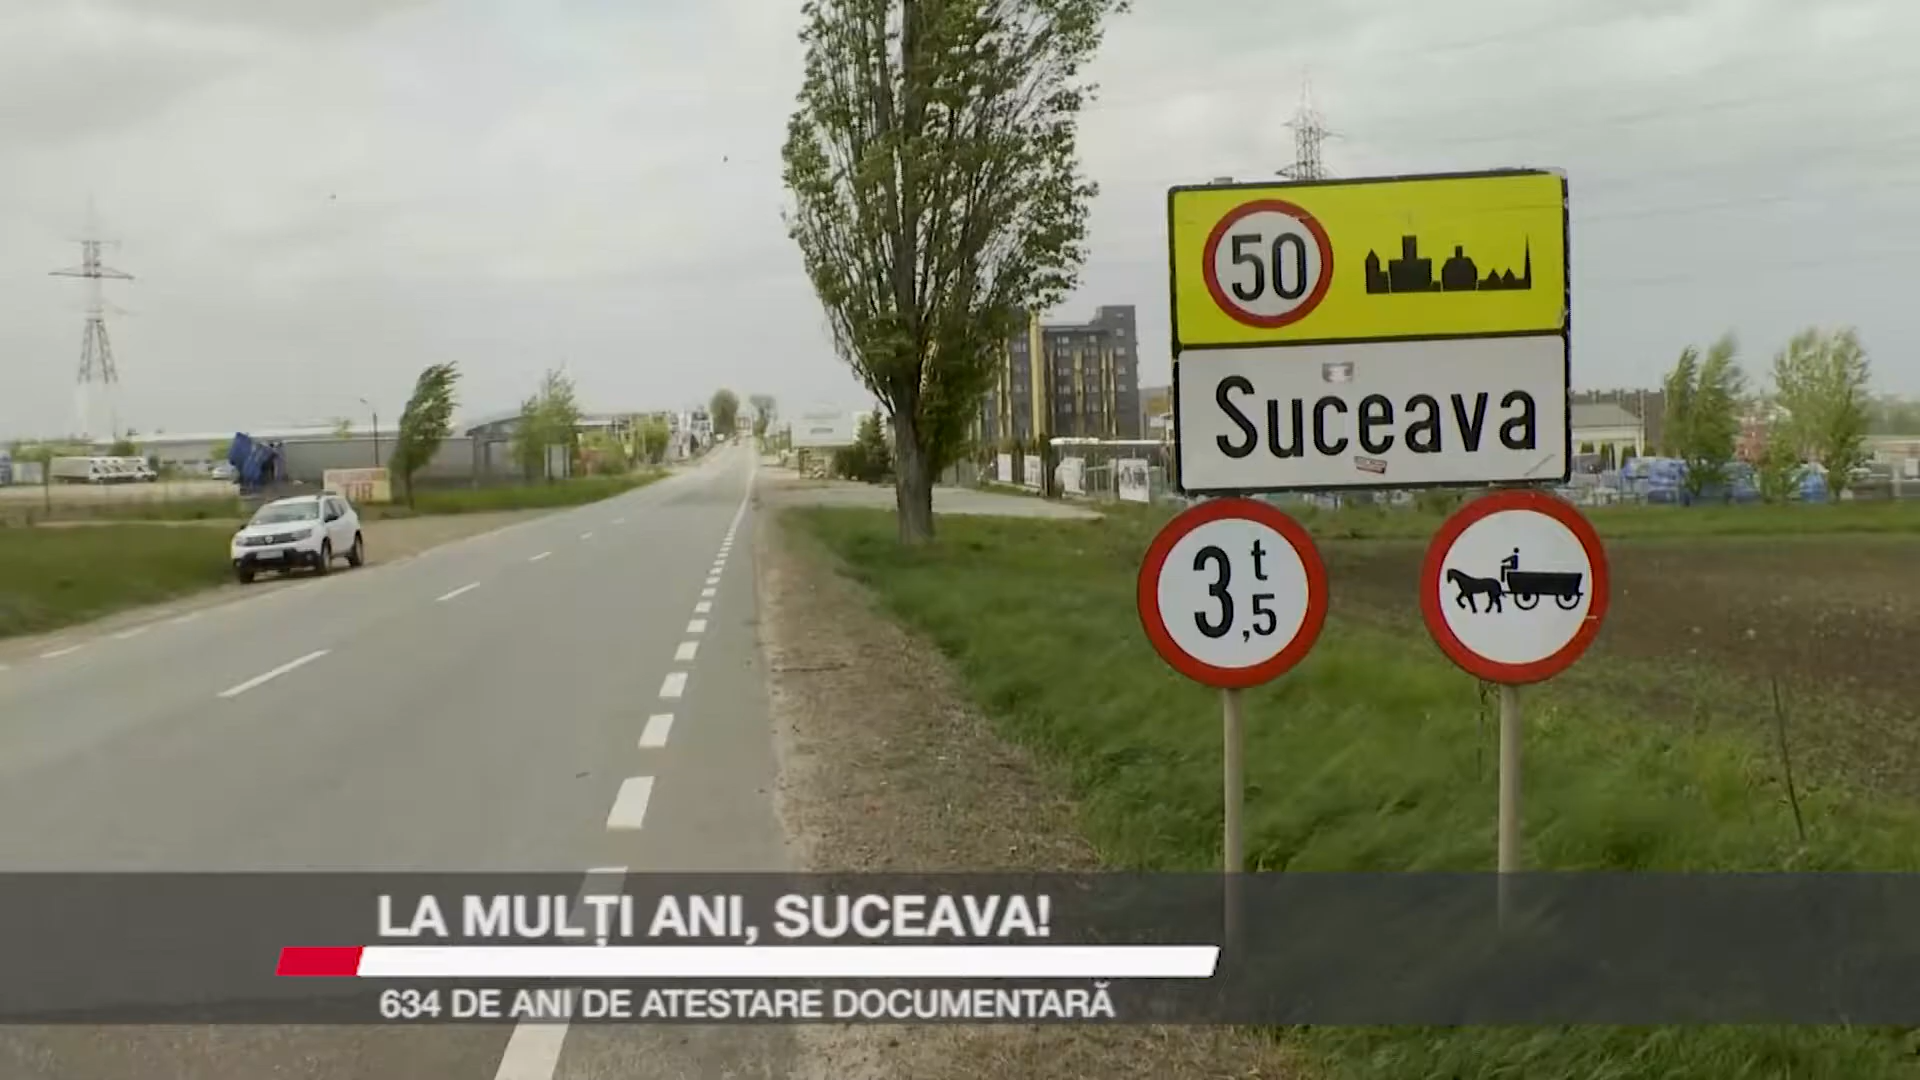 50
Suceava
3,5 t
LA MULȚI ANI, SUCEAVA!
634 DE ANI DE ATESTARE DOCUMENTARĂ